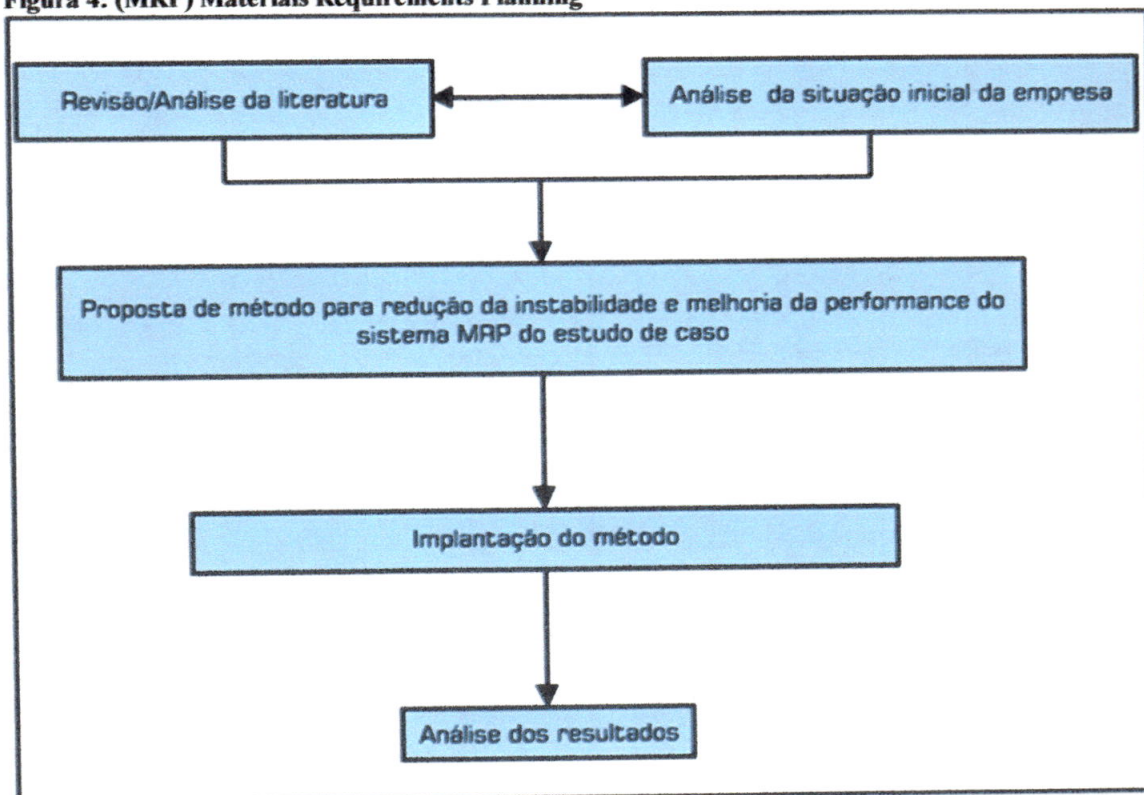 Figura 4: (MRP) Materials Requirements Planning
Revisão/Análise da literatura
Análise da situação inicial da empresa
Proposta de método para redução da instabilidade e melhoria da performance do
sistema MRP do estudo de caso
Implantação do método
Análise dos resultados